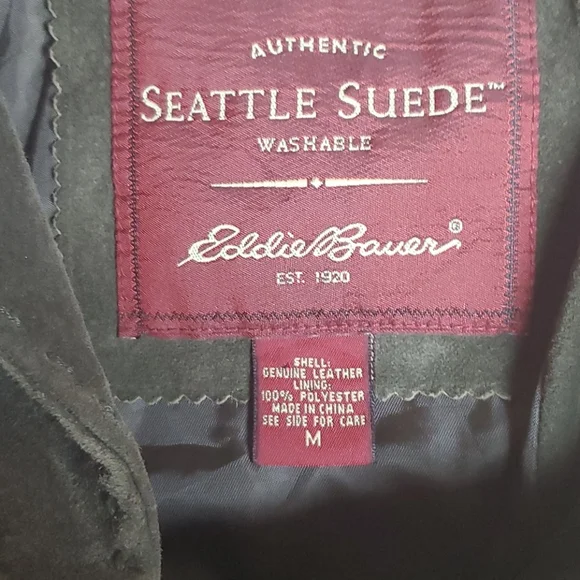 AUTHENTIC
SEATTLE SUEDE™
WASHABLE
Eddie Bauer®
EST. 1920
SHELL:
GENUINE LEATHER
LINING:
100% POLYESTER
MADE IN CHINA
SEE SIDE FOR CARE
M